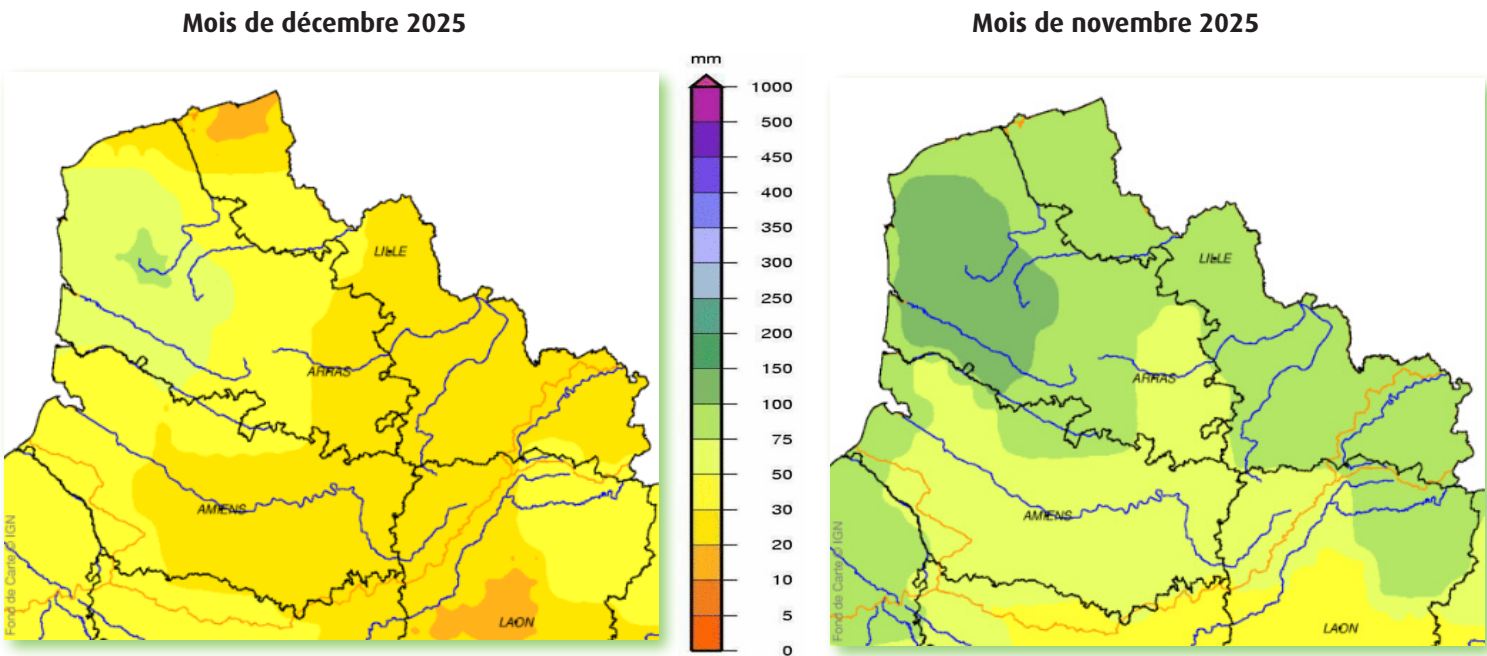 Mois de décembre 2025
Mois de novembre 2025
mm
1000
500
450
400
350
300
250
200
150
100
75
50
30
20
10
5
0
LILLE
ARRAS
AMIENS
LAON
Fond de Carte © IGN
LILLE
ARRAS
AMIENS
LAON
Fond de Carte © IGN